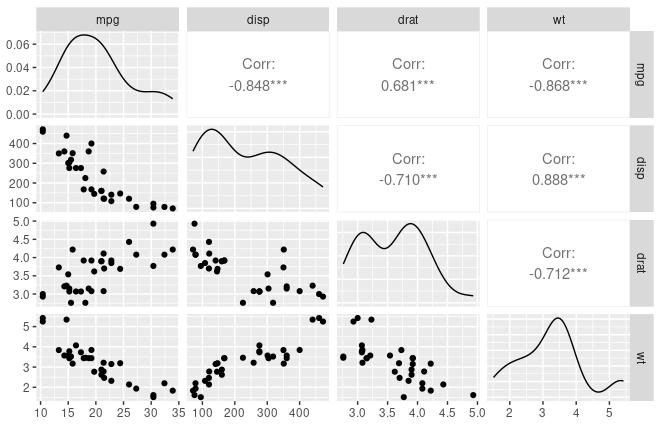 mpg disp drat wt
0.06
0.04
0.02
0.00
Corr:
-0.848***
Corr:
0.681***
Corr:
-0.868***
mpg
400
300
200
100
Corr:
-0.710***
Corr:
0.888***
disp
5.0
4.5
4.0
3.5
3.0
Corr:
-0.712***
drat
5
4
3
2
wt
10 15 20 25 30 35 100 200 300 400 3.0 3.5 4.0 4.5 5.0 2 3 4 5